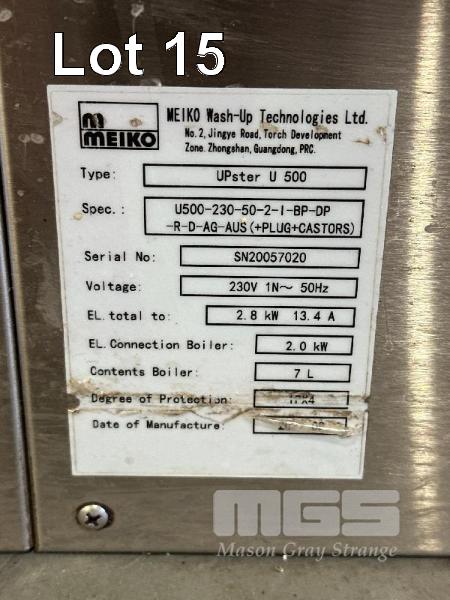 Lot 15
MEIKO
MEIKO Wash-Up Technologies Ltd.
No. 2, Jingye Road, Torch Development
Zone. Zhongshan, Guangdong, PRC.
Type: UPster U 500
Spec.: U500-230-50-2-I-BP-DP
-R-D-AG-AUS(+PLUG+CASTORS)
Serial No: SN20057020
Voltage: 230V 1N~ 50Hz
EL. total to: 2.8 kW 13.4 A
EL. Connection Boiler: 2.0 kW
Contents Boiler: 7 L
Degree of Protection:
Date of Manufacture:
MGS
Mason Gray Strange